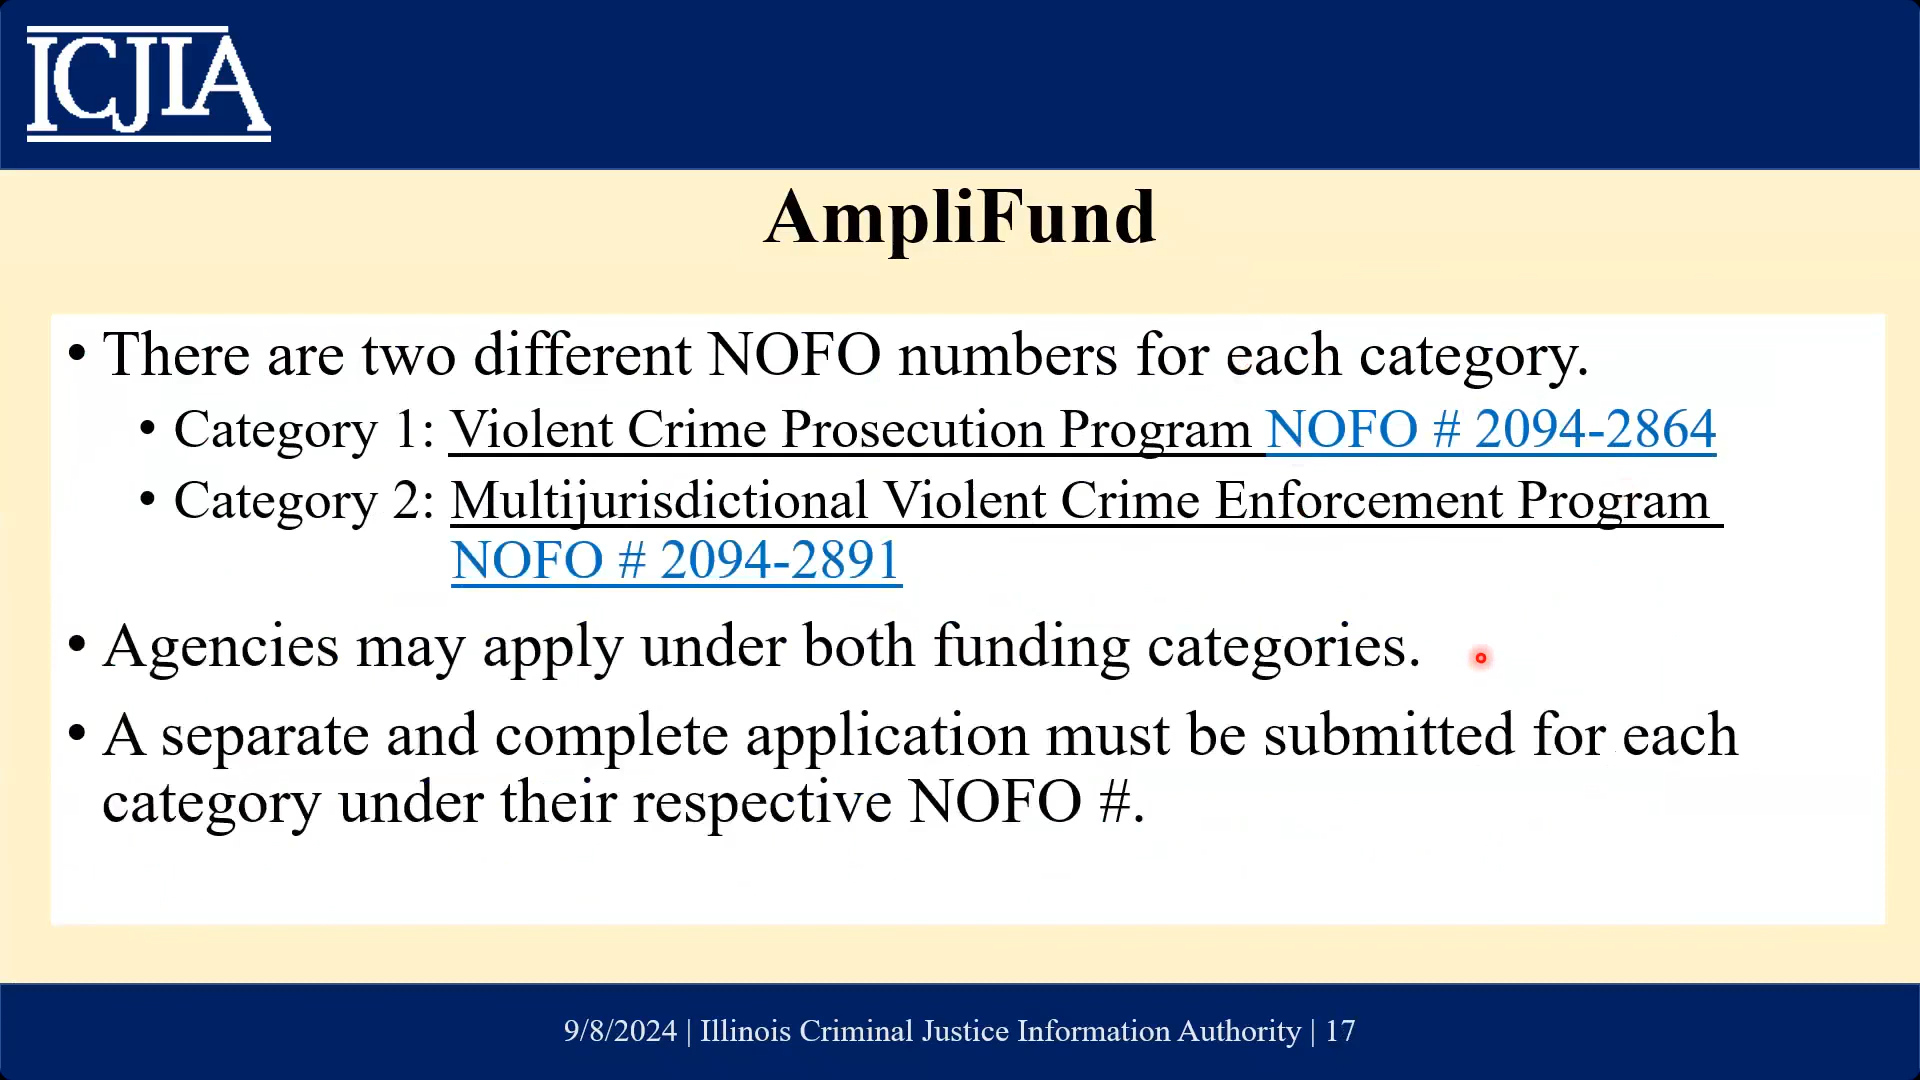 ICJIA
AmpliFund
• There are two different NOFO numbers for each category.
• Category 1: Violent Crime Prosecution Program NOFO # 2094-2864
• Category 2: Multijurisdictional Violent Crime Enforcement Program
NOFO # 2094-2891
• Agencies may apply under both funding categories.
• A separate and complete application must be submitted for each
category under their respective NOFO #.
9/8/2024 | Illinois Criminal Justice Information Authority | 17